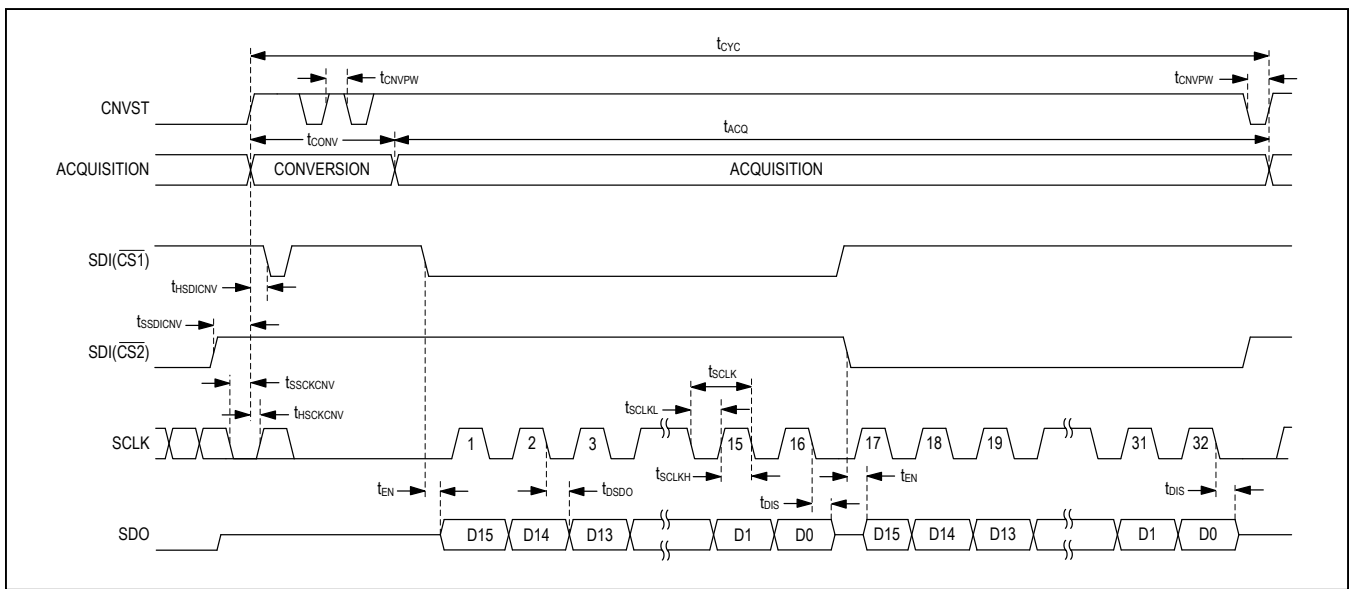 tCYC
tCNVPW
tCNVPW
CNVST
tCONV
tACQ
ACQUISITION
CONVERSION
ACQUISITION
SDI(CS1)
tHSDICNV
tSSDICNV
SDI(CS2)
tSSCKCNV
tSCLK
tHSCKCNV
tSCLKL
SCLK
1 2 3 15 16 17 18 19 31 32
tSCLKH
tEN
tDSDO
tDIS
tEN
tDIS
SDO
D15 D14 D13 D1 D0 D15 D14 D13 D1 D0